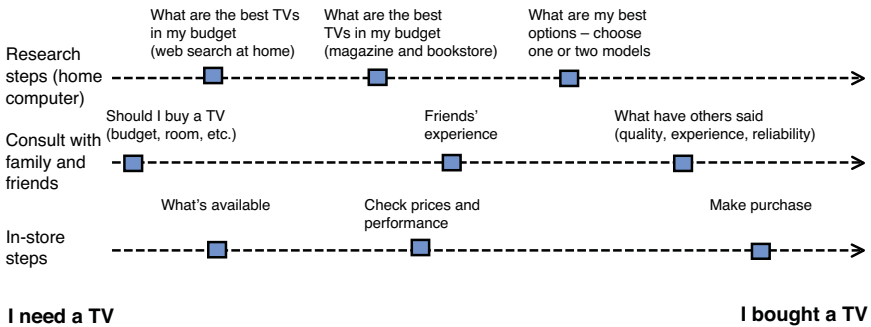 What are the best TVs
in my budget
(web search at home)
What are the best
TVs in my budget
(magazine and bookstore)
What are my best
options – choose
one or two models
Research
steps (home
computer)
Should I buy a TV
(budget, room, etc.)
Friends'
experience
What have others said
(quality, experience, reliability)
Consult with
family and
friends
What's available
Check prices and
performance
Make purchase
In-store
steps
I need a TV
I bought a TV